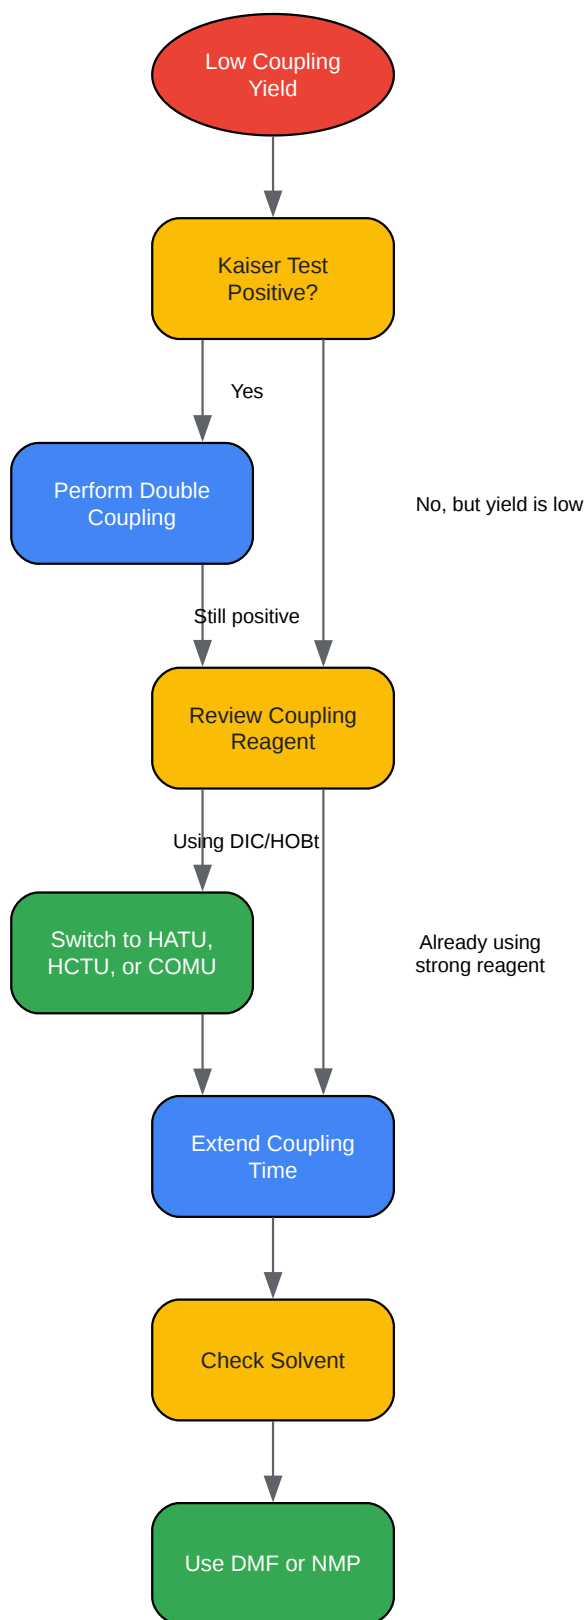 Low Coupling
Yield
Kaiser Test
Positive?
Yes
Perform Double
Coupling
No, but yield is low
Still positive
Review Coupling
Reagent
Using DIC/HOBt
Switch to HATU,
HCTU, or COMU
Already using
strong reagent
Extend Coupling
Time
Check Solvent
Use DMF or NMP